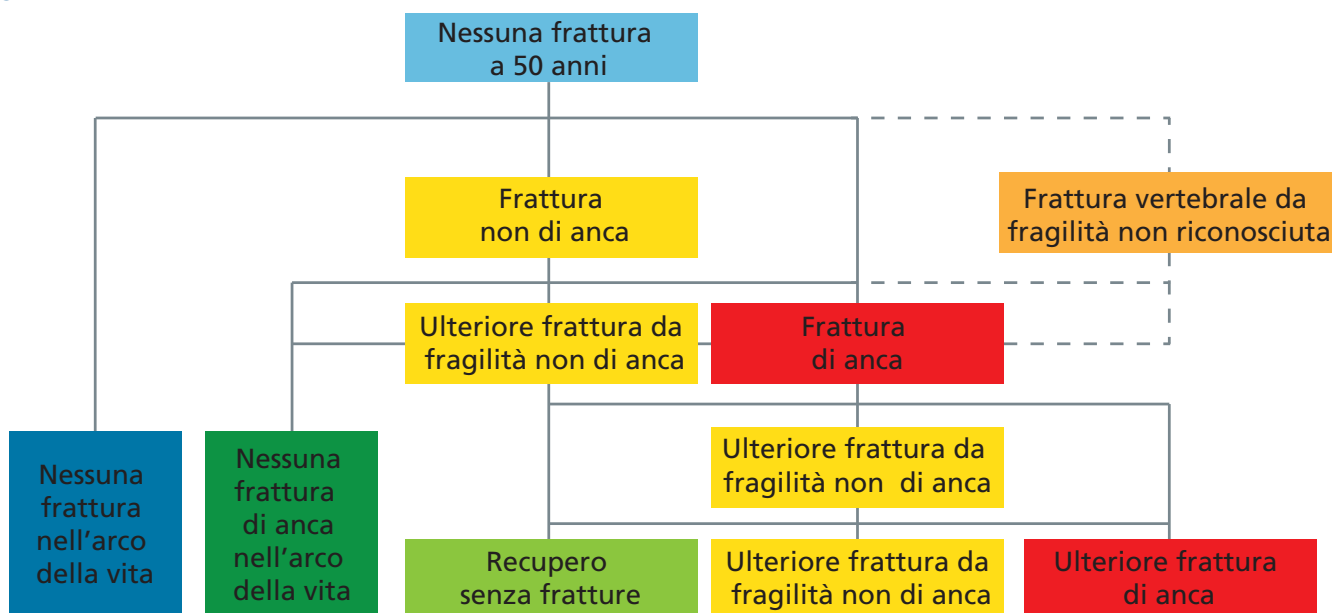 Nessuna frattura
a 50 anni
Frattura
non di anca
Frattura vertebrale da
fragilità non riconosciuta
Ulteriore frattura da
fragilità non di anca
Frattura
di anca
Nessuna
frattura
nell'arco
della vita
Nessuna
frattura
di anca
nell'arco
della vita
Ulteriore frattura da
fragilità non di anca
Recupero
senza fratture
Ulteriore frattura da
fragilità non di anca
Ulteriore frattura
di anca